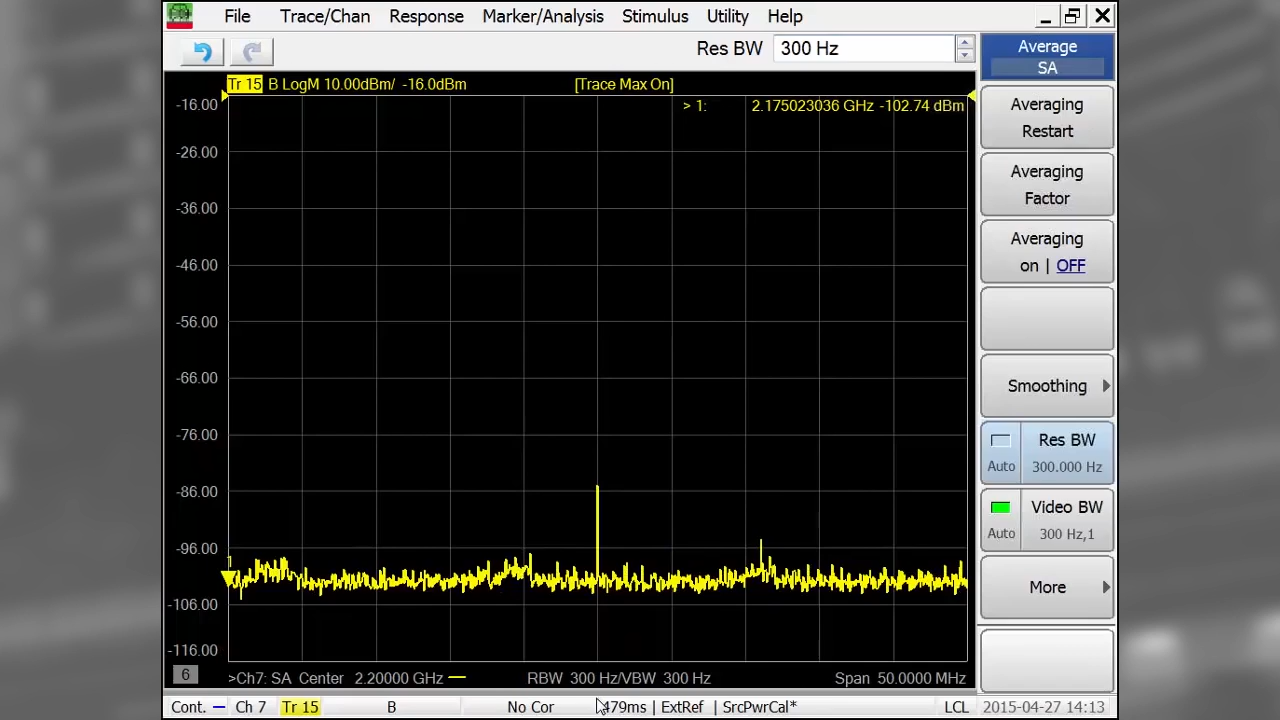 File Trace/Chan Response Marker/Analysis Stimulus Utility Help
Res BW 300 Hz
Average
SA
Tr 15 B LogM 10.00dBm/ -16.0dBm [Trace Max On]
> 1: 2.175023036 GHz -102.74 dBm
-16.00
-26.00
-36.00
-46.00
-56.00
-66.00
-76.00
-86.00
-96.00
-106.00
-116.00
1
Averaging
Restart
Averaging
Factor
Averaging
on | OFF
Smoothing
Res BW
Auto 300.000 Hz
Video BW
Auto 300 Hz,1
More
6 >Ch7: SA Center 2.20000 GHz RBW 300 Hz/VBW 300 Hz Span 50.0000 MHz
Cont. Ch 7 Tr 15 B No Cor 479ms ExtRef SrcPwrCal* LCL 2015-04-27 14:13